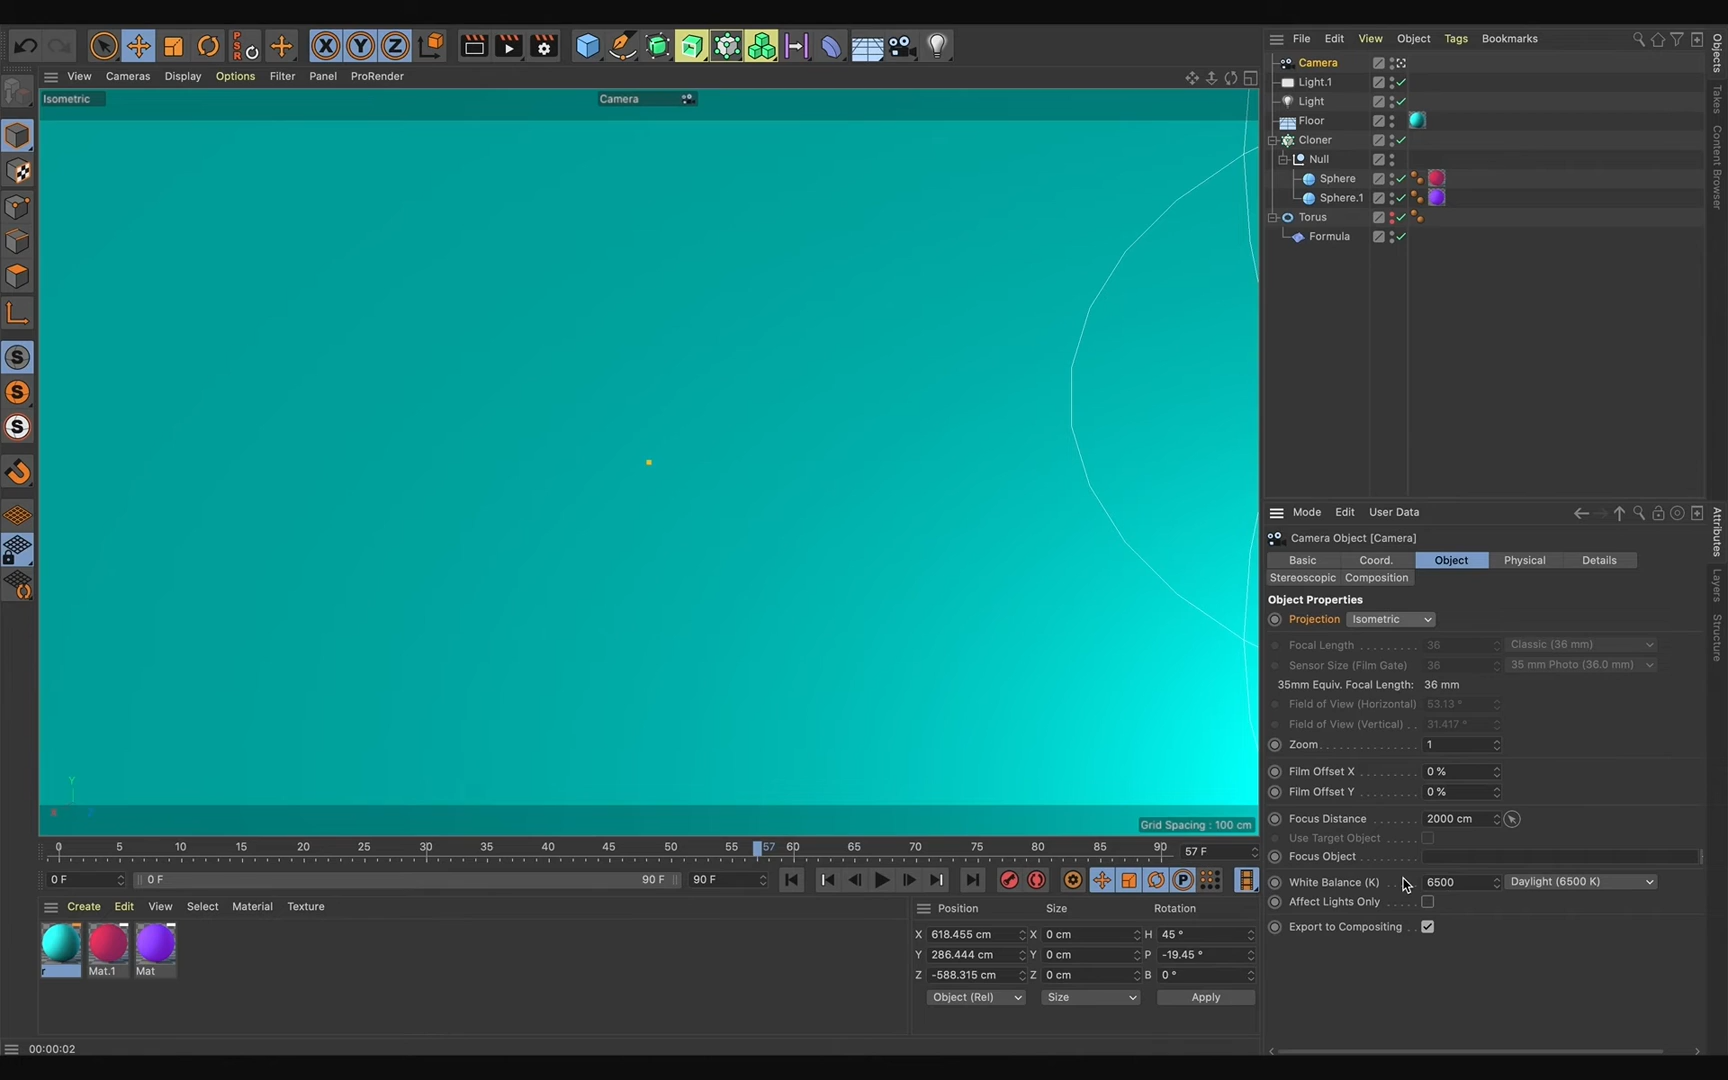 File Edit View Object Tags Bookmarks
View Cameras Display Options Filter Panel ProRender
Isometric
Camera
Camera
Light.1
Light
Floor
Cloner
Null
Sphere
Sphere.1
Torus
Formula
Objects
Takes
Content Browser
Mode Edit User Data
Camera Object [Camera]
Basic Coord. Object Physical Details
Stereoscopic Composition
Object Properties
Projection Isometric
Focal Length . . . . . . . . . 36 Classic (36 mm)
Sensor Size (Film Gate) 36 35 mm Photo (36.0 mm)
35mm Equiv. Focal Length: 36 mm
Field of View (Horizontal) 53.13 °
Field of View (Vertical) . . 31.417 °
Zoom. . . . . . . . . . . . . . . 1
Film Offset X . . . . . . . . . 0 %
Film Offset Y . . . . . . . . . 0 %
Focus Distance . . . . . . . 2000 cm
Use Target Object . . . . . .
Focus Object . . . . . . . . .
White Balance (K) . . . . . 6500 Daylight (6500 K)
Affect Lights Only . . . . .
Export to Compositing . .
Attributes
Layers
Structure
Y
X Z
Grid Spacing : 100 cm
0 5 10 15 20 25 30 35 40 45 50 55 57 60 65 70 75 80 85 90 57 F
0 F 0 F 90 F 90 F
Create Edit View Select Material Texture
r Mat.1 Mat
Position Size Rotation
X 618.455 cm X 0 cm H 45 °
Y 286.444 cm Y 0 cm P -19.45 °
Z -588.315 cm Z 0 cm B 0 °
Object (Rel) Size Apply
00:00:02
X Y Z
PSR
S
S
S
P